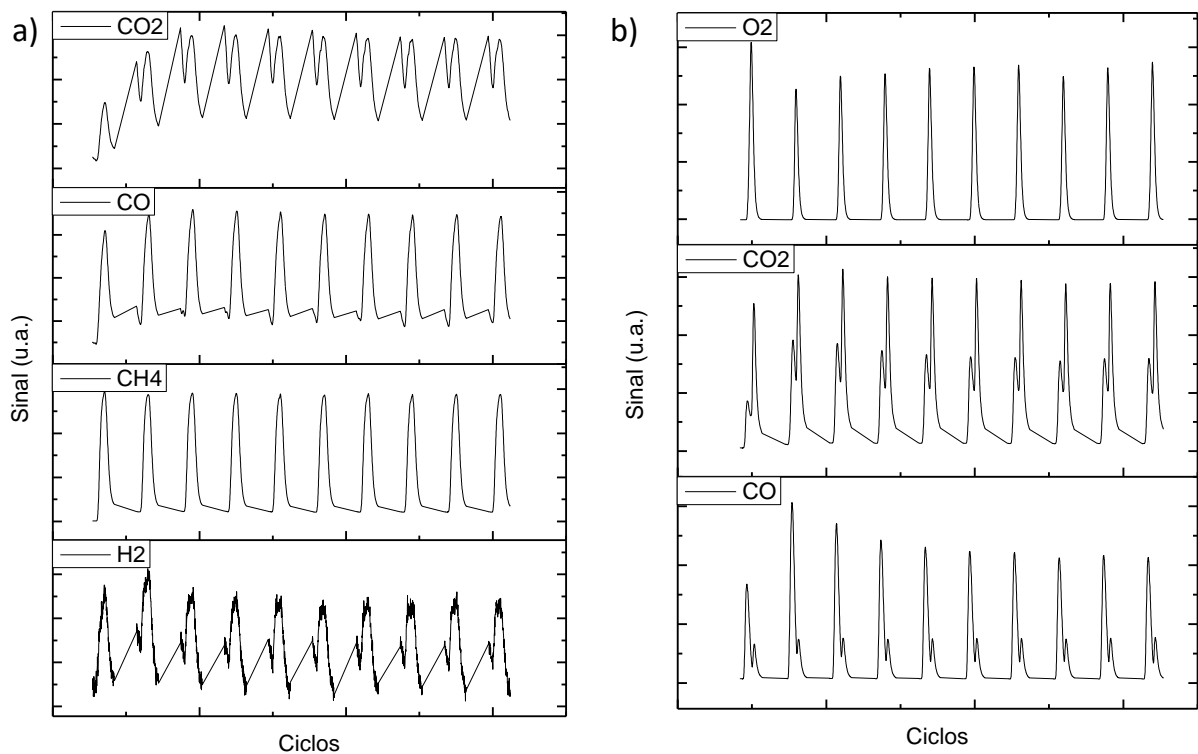 a)
CO2
CO
CH4
H2
Sinal (u.a.)
Ciclos
b)
O2
CO2
CO
Sinal (u.a.)
Ciclos